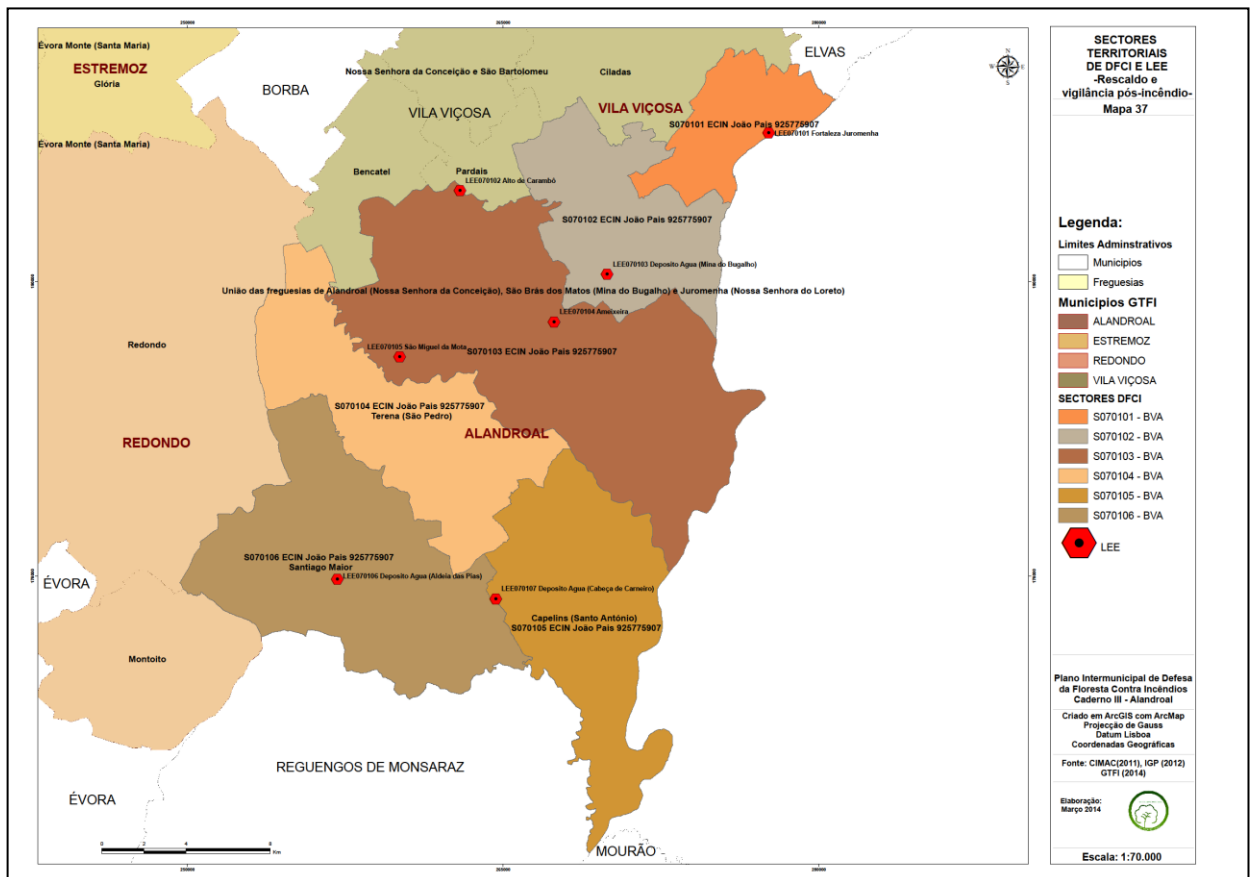 Évora Monte (Santa Maria)
ESTREMOZ
Glória
Évora Monte (Santa Maria)
BORBA
Nossa Senhora da Conceição e São Bartolomeu
Ciladas
ELVAS
VILA VIÇOSA
VILA VIÇOSA
Bencatel
Pardais
S070101 ECIN João Pais 925775907
LEE070101 Fortaleza Juromenha
LEE070102 Alto de Carambô
S070102 ECIN João Pais 925775907
LEE070103 Deposito Agua (Mina do Bugalho)
União das freguesias de Alandroal (Nossa Senhora da Conceição), São Brás dos Matos (Mina do Bugalho) e Juromenha (Nossa Senhora do Loreto)
LEE070104 Ameixeira
LEE070105 São Miguel da Mota
S070103 ECIN João Pais 925775907
Redondo
REDONDO
S070104 ECIN João Pais 925775907
Terena (São Pedro)
ALANDROAL
S070106 ECIN João Pais 925775907
Santiago Maior
LEE070106 Deposito Agua (Aldeia das Pias)
LEE070107 Deposito Agua (Cabeça de Carneiro)
Capelins (Santo António)
S070105 ECIN João Pais 925775907
ÉVORA
Montoito
REGUENGOS DE MONSARAZ
ÉVORA
MOURÃO
N
W
E
S
0 2 4 8
Km
SECTORES
TERRITORIAIS
DE DFCI E LEE
-Rescaldo e
vigilância pós-incêndio-
Mapa 37
Legenda:
Limites Adminstrativos
Municipios
Freguesias
Municipios GTFI
ALANDROAL
ESTREMOZ
REDONDO
VILA VIÇOSA
SECTORES DFCI
S070101 - BVA
S070102 - BVA
S070103 - BVA
S070104 - BVA
S070105 - BVA
S070106 - BVA
LEE
Plano Intermunicipal de Defesa
da Floresta Contra Incêndios
Caderno III - Alandroal
Criado em ArcGIS com ArcMap
Projecção de Gauss
Datum Lisboa
Coordenadas Geográficas
Fonte: CIMAC(2011), IGP (2012)
GTFI (2014)
Elaboração:
Março 2014
Escala: 1:70.000